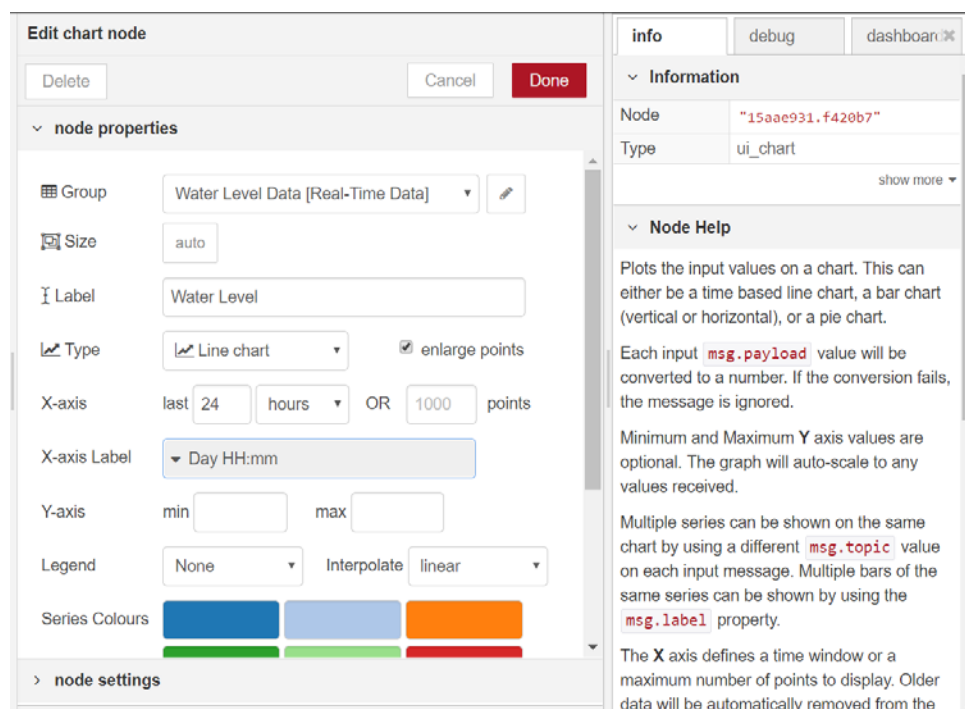 Edit chart node
Delete
Cancel
Done
node properties
Group
Water Level Data [Real-Time Data]
Size
auto
Label
Water Level
Type
Line chart
enlarge points
X-axis
last 24 hours OR 1000 points
X-axis Label
Day HH:mm
Y-axis
min
max
Legend
None
Interpolate
linear
Series Colours
node settings
info
debug
dashboard
Information
Node
"15aae931.f420b7"
Type
ui_chart
show more
Node Help
Plots the input values on a chart. This can
either be a time based line chart, a bar chart
(vertical or horizontal), or a pie chart.
Each input msg.payload value will be
converted to a number. If the conversion fails,
the message is ignored.
Minimum and Maximum Y axis values are
optional. The graph will auto-scale to any
values received.
Multiple series can be shown on the same
chart by using a different msg.topic value
on each input message. Multiple bars of the
same series can be shown by using the
msg.label property.
The X axis defines a time window or a
maximum number of points to display. Older
data will be automatically removed from the